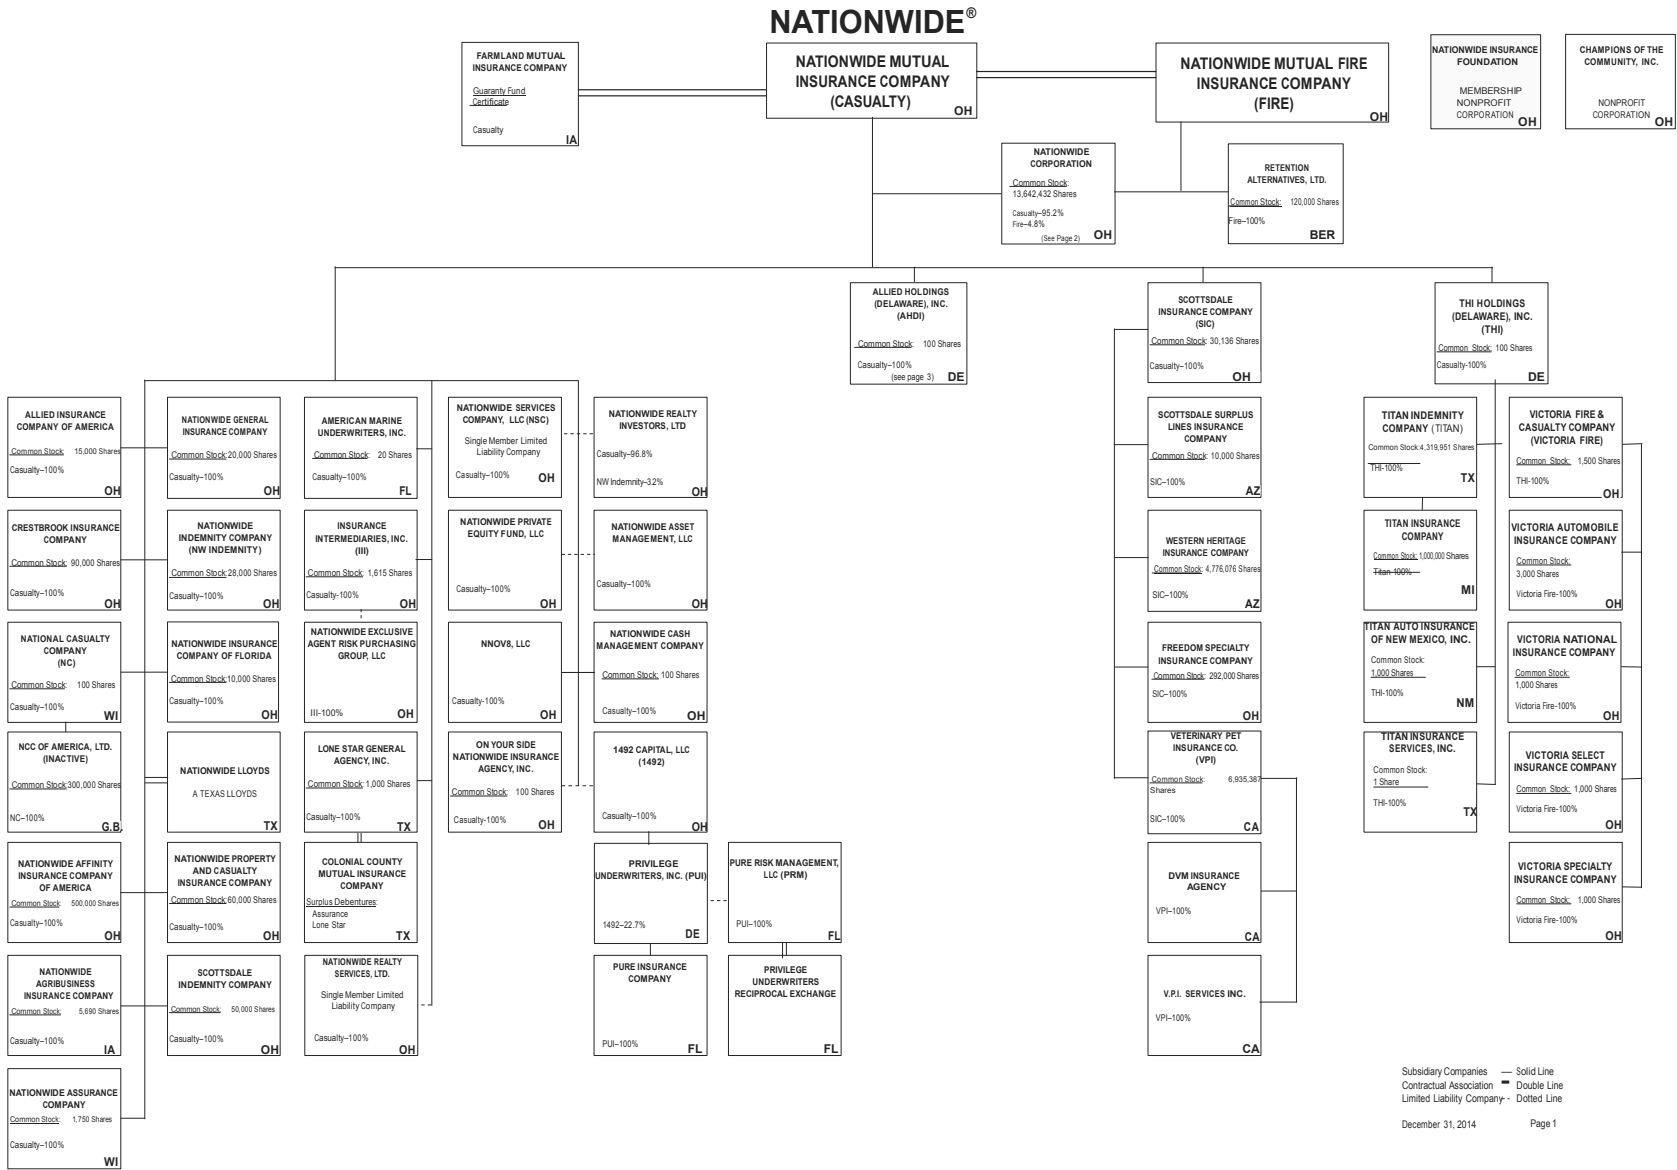 NATIONWIDE®
FARMLAND MUTUAL
INSURANCE COMPANY
Guaranty Fund
Certificate
Casualty
IA
NATIONWIDE MUTUAL
INSURANCE COMPANY
(CASUALTY)
OH
NATIONWIDE MUTUAL FIRE
INSURANCE COMPANY
(FIRE)
OH
NATIONWIDE INSURANCE
FOUNDATION
MEMBERSHIP
NONPROFIT
CORPORATION
OH
CHAMPIONS OF THE
COMMUNITY, INC.
NONPROFIT
CORPORATION
OH
NATIONWIDE
CORPORATION
Common Stock:
13,642,432 Shares
Casualty–95.2%
Fire–4.8%
(See Page 2)
OH
RETENTION
ALTERNATIVES, LTD.
Common Stock: 120,000 Shares
Fire–100%
BER
ALLIED HOLDINGS
(DELAWARE), INC.
(AHDI)
Common Stock: 100 Shares
Casualty–100%
(see page 3)
DE
SCOTTSDALE
INSURANCE COMPANY
(SIC)
Common Stock: 30,136 Shares
Casualty–100%
OH
THI HOLDINGS
(DELAWARE), INC.
(THI)
Common Stock: 100 Shares
Casualty-100%
DE
ALLIED INSURANCE
COMPANY OF AMERICA
Common Stock: 15,000 Shares
Casualty–100%
OH
NATIONWIDE GENERAL
INSURANCE COMPANY
Common Stock: 20,000 Shares
Casualty–100%
OH
AMERICAN MARINE
UNDERWRITERS, INC.
Common Stock: 20 Shares
Casualty–100%
FL
NATIONWIDE SERVICES
COMPANY, LLC (NSC)
Single Member Limited
Liability Company
Casualty–100%
OH
NATIONWIDE REALTY
INVESTORS, LTD
Casualty–96.8%
NW Indemnity–3.2%
OH
SCOTTSDALE SURPLUS
LINES INSURANCE
COMPANY
Common Stock: 10,000 Shares
SIC–100%
AZ
TITAN INDEMNITY
COMPANY (TITAN)
Common Stock:4,319,951 Shares
THI-100%
TX
VICTORIA FIRE &
CASUALTY COMPANY
(VICTORIA FIRE)
Common Stock: 1,500 Shares
THI-100%
OH
CRESTBROOK INSURANCE
COMPANY
Common Stock: 90,000 Shares
Casualty–100%
OH
NATIONWIDE
INDEMNITY COMPANY
(NW INDEMNITY)
Common Stock: 28,000 Shares
Casualty–100%
OH
INSURANCE
INTERMEDIARIES, INC.
(III)
Common Stock: 1,615 Shares
Casualty-100%
OH
NATIONWIDE PRIVATE
EQUITY FUND, LLC
Casualty–100%
OH
NATIONWIDE ASSET
MANAGEMENT, LLC
Casualty–100%
OH
WESTERN HERITAGE
INSURANCE COMPANY
Common Stock: 4,776,076 Shares
SIC–100%
AZ
TITAN INSURANCE
COMPANY
Common Stock: 1,000,000 Shares
Titan-100%
MI
VICTORIA AUTOMOBILE
INSURANCE COMPANY
Common Stock:
3,000 Shares
Victoria Fire-100%
OH
NATIONAL CASUALTY
COMPANY
(NC)
Common Stock: 100 Shares
Casualty–100%
WI
NATIONWIDE INSURANCE
COMPANY OF FLORIDA
Common Stock: 10,000 Shares
Casualty–100%
OH
NATIONWIDE EXCLUSIVE
AGENT RISK PURCHASING
GROUP, LLC
III-100%
OH
NNOV8, LLC
Casualty-100%
OH
NATIONWIDE CASH
MANAGEMENT COMPANY
Common Stock: 100 Shares
Casualty–100%
OH
FREEDOM SPECIALTY
INSURANCE COMPANY
Common Stock: 292,000 Shares
SIC–100%
OH
TITAN AUTO INSURANCE
OF NEW MEXICO, INC.
Common Stock:
1,000 Shares
THI-100%
NM
VICTORIA NATIONAL
INSURANCE COMPANY
Common Stock:
1,000 Shares
Victoria Fire-100%
OH
NCC OF AMERICA, LTD.
(INACTIVE)
Common Stock:300,000 Shares
NC–100%
G.B.
NATIONWIDE LLOYDS
A TEXAS LLOYDS
TX
LONE STAR GENERAL
AGENCY, INC.
Common Stock: 1,000 Shares
Casualty–100%
TX
ON YOUR SIDE
NATIONWIDE INSURANCE
AGENCY, INC.
Common Stock: 100 Shares
Casualty-100%
OH
1492 CAPITAL, LLC
(1492)
Casualty–100%
OH
VETERINARY PET
INSURANCE CO.
(VPI)
Common Stock: 6,935,387
Shares
SIC–100%
CA
TITAN INSURANCE
SERVICES, INC.
Common Stock:
1 Share
THI-100%
TX
VICTORIA SELECT
INSURANCE COMPANY
Common Stock: 1,000 Shares
Victoria Fire-100%
OH
NATIONWIDE AFFINITY
INSURANCE COMPANY
OF AMERICA
Common Stock: 500,000 Shares
Casualty–100%
OH
NATIONWIDE PROPERTY
AND CASUALTY
INSURANCE COMPANY
Common Stock: 60,000 Shares
Casualty–100%
OH
COLONIAL COUNTY
MUTUAL INSURANCE
COMPANY
Surplus Debentures:
Assurance
Lone Star
TX
PRIVILEGE
UNDERWRITERS, INC. (PUI)
1492–22.7%
DE
PURE RISK MANAGEMENT,
LLC (PRM)
PUI–100%
FL
DVM INSURANCE
AGENCY
VPI–100%
CA
VICTORIA SPECIALTY
INSURANCE COMPANY
Common Stock: 1,000 Shares
Victoria Fire-100%
OH
NATIONWIDE
AGRIBUSINESS
INSURANCE COMPANY
Common Stock: 5,690 Shares
Casualty–100%
IA
SCOTTSDALE
INDEMNITY COMPANY
Common Stock: 50,000 Shares
Casualty–100%
OH
NATIONWIDE REALTY
SERVICES, LTD.
Single Member Limited
Liability Company
Casualty–100%
OH
PURE INSURANCE
COMPANY
PUI–100%
FL
PRIVILEGE
UNDERWRITERS
RECIPROCAL EXCHANGE
FL
V.P.I. SERVICES INC.
VPI–100%
CA
NATIONWIDE ASSURANCE
COMPANY
Common Stock: 1,750 Shares
Casualty–100%
WI
Subsidiary Companies — Solid Line
Contractual Association Double Line
Limited Liability Company- - Dotted Line
December 31, 2014 Page 1